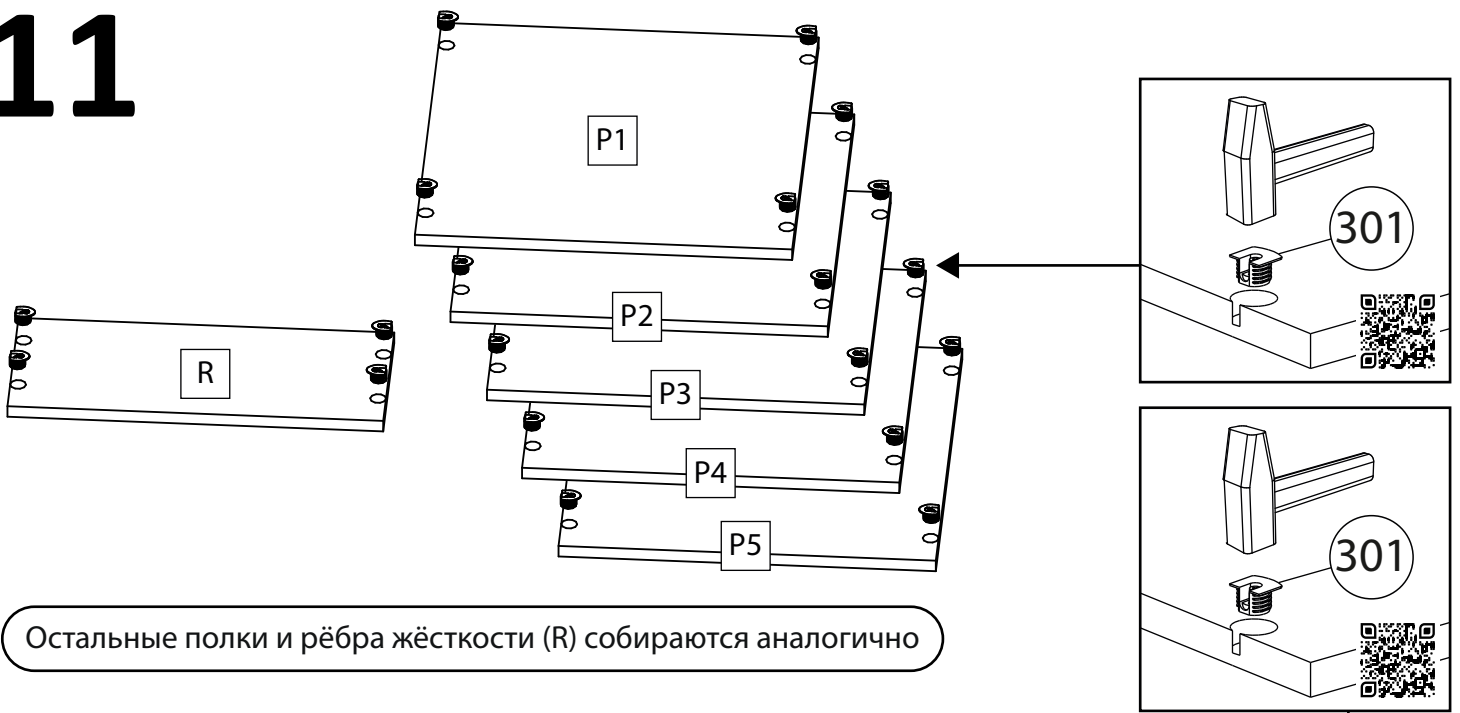 11
P1
P2
P3
P4
P5
R
301
301
Остальные полки и рёбра жёсткости (R) собираются аналогично